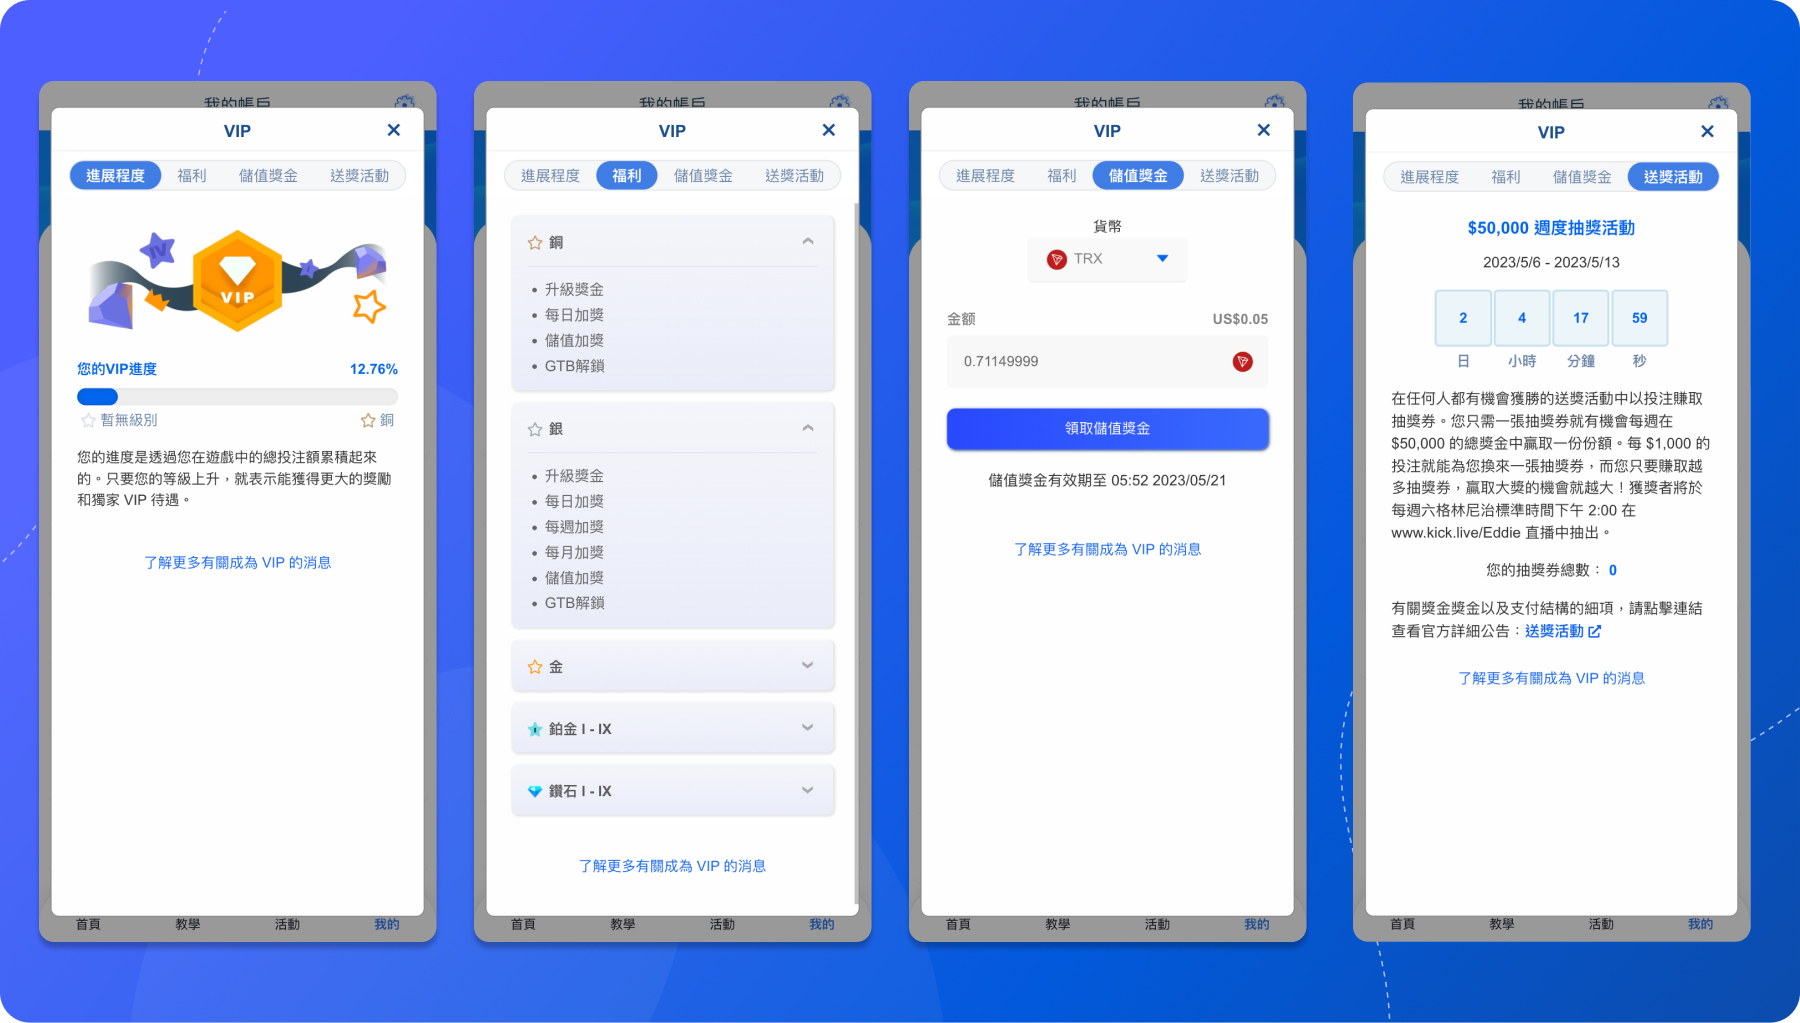 我的帳戶
VIP
進展程度 福利 儲值獎金 送獎活動
VIP
您的VIP進度 12.76%
暫無級別 銅
您的進度是透過您在遊戲中的總投注額累積起來
的。只要您的等級上升，就表示能獲得更大的獎勵
和獨家 VIP 待遇。
了解更多有關成為 VIP 的消息
首頁 教學 活動 我的
我的帳戶
VIP
進展程度 福利 儲值獎金 送獎活動
銅
升級獎金
每日加獎
儲值加獎
GTB解鎖
銀
升級獎金
每日加獎
每週加獎
每月加獎
儲值加獎
GTB解鎖
金
鉑金 I - IX
鑽石 I - IX
了解更多有關成為 VIP 的消息
首頁 教學 活動 我的
我的帳戶
VIP
進展程度 福利 儲值獎金 送獎活動
貨幣
TRX
金額 US$0.05
0.71149999
領取儲值獎金
儲值獎金有效期至 05:52 2023/05/21
了解更多有關成為 VIP 的消息
首頁 教學 活動 我的
我的帳戶
VIP
進展程度 福利 儲值獎金 送獎活動
$50,000 週度抽獎活動
2023/5/6 - 2023/5/13
2 4 17 59
日 小時 分鐘 秒
在任何人都有機會獲勝的送獎活動中以投注賺取
抽獎券。您只需一張抽獎券就有機會每週在
$50,000 的總獎金中贏取一份份額。每 $1,000 的
投注就能為您換來一張抽獎券，而您只要賺取越
多抽獎券，贏取大獎的機會就越大！獲獎者將於
每週六格林尼治標準時間下午 2:00 在
www.kick.live/Eddie 直播中抽出。
您的抽獎券總數： 0
有關獎金獎金以及支付結構的細項，請點擊連結
查看官方詳細公告：送獎活動
了解更多有關成為 VIP 的消息
首頁 教學 活動 我的